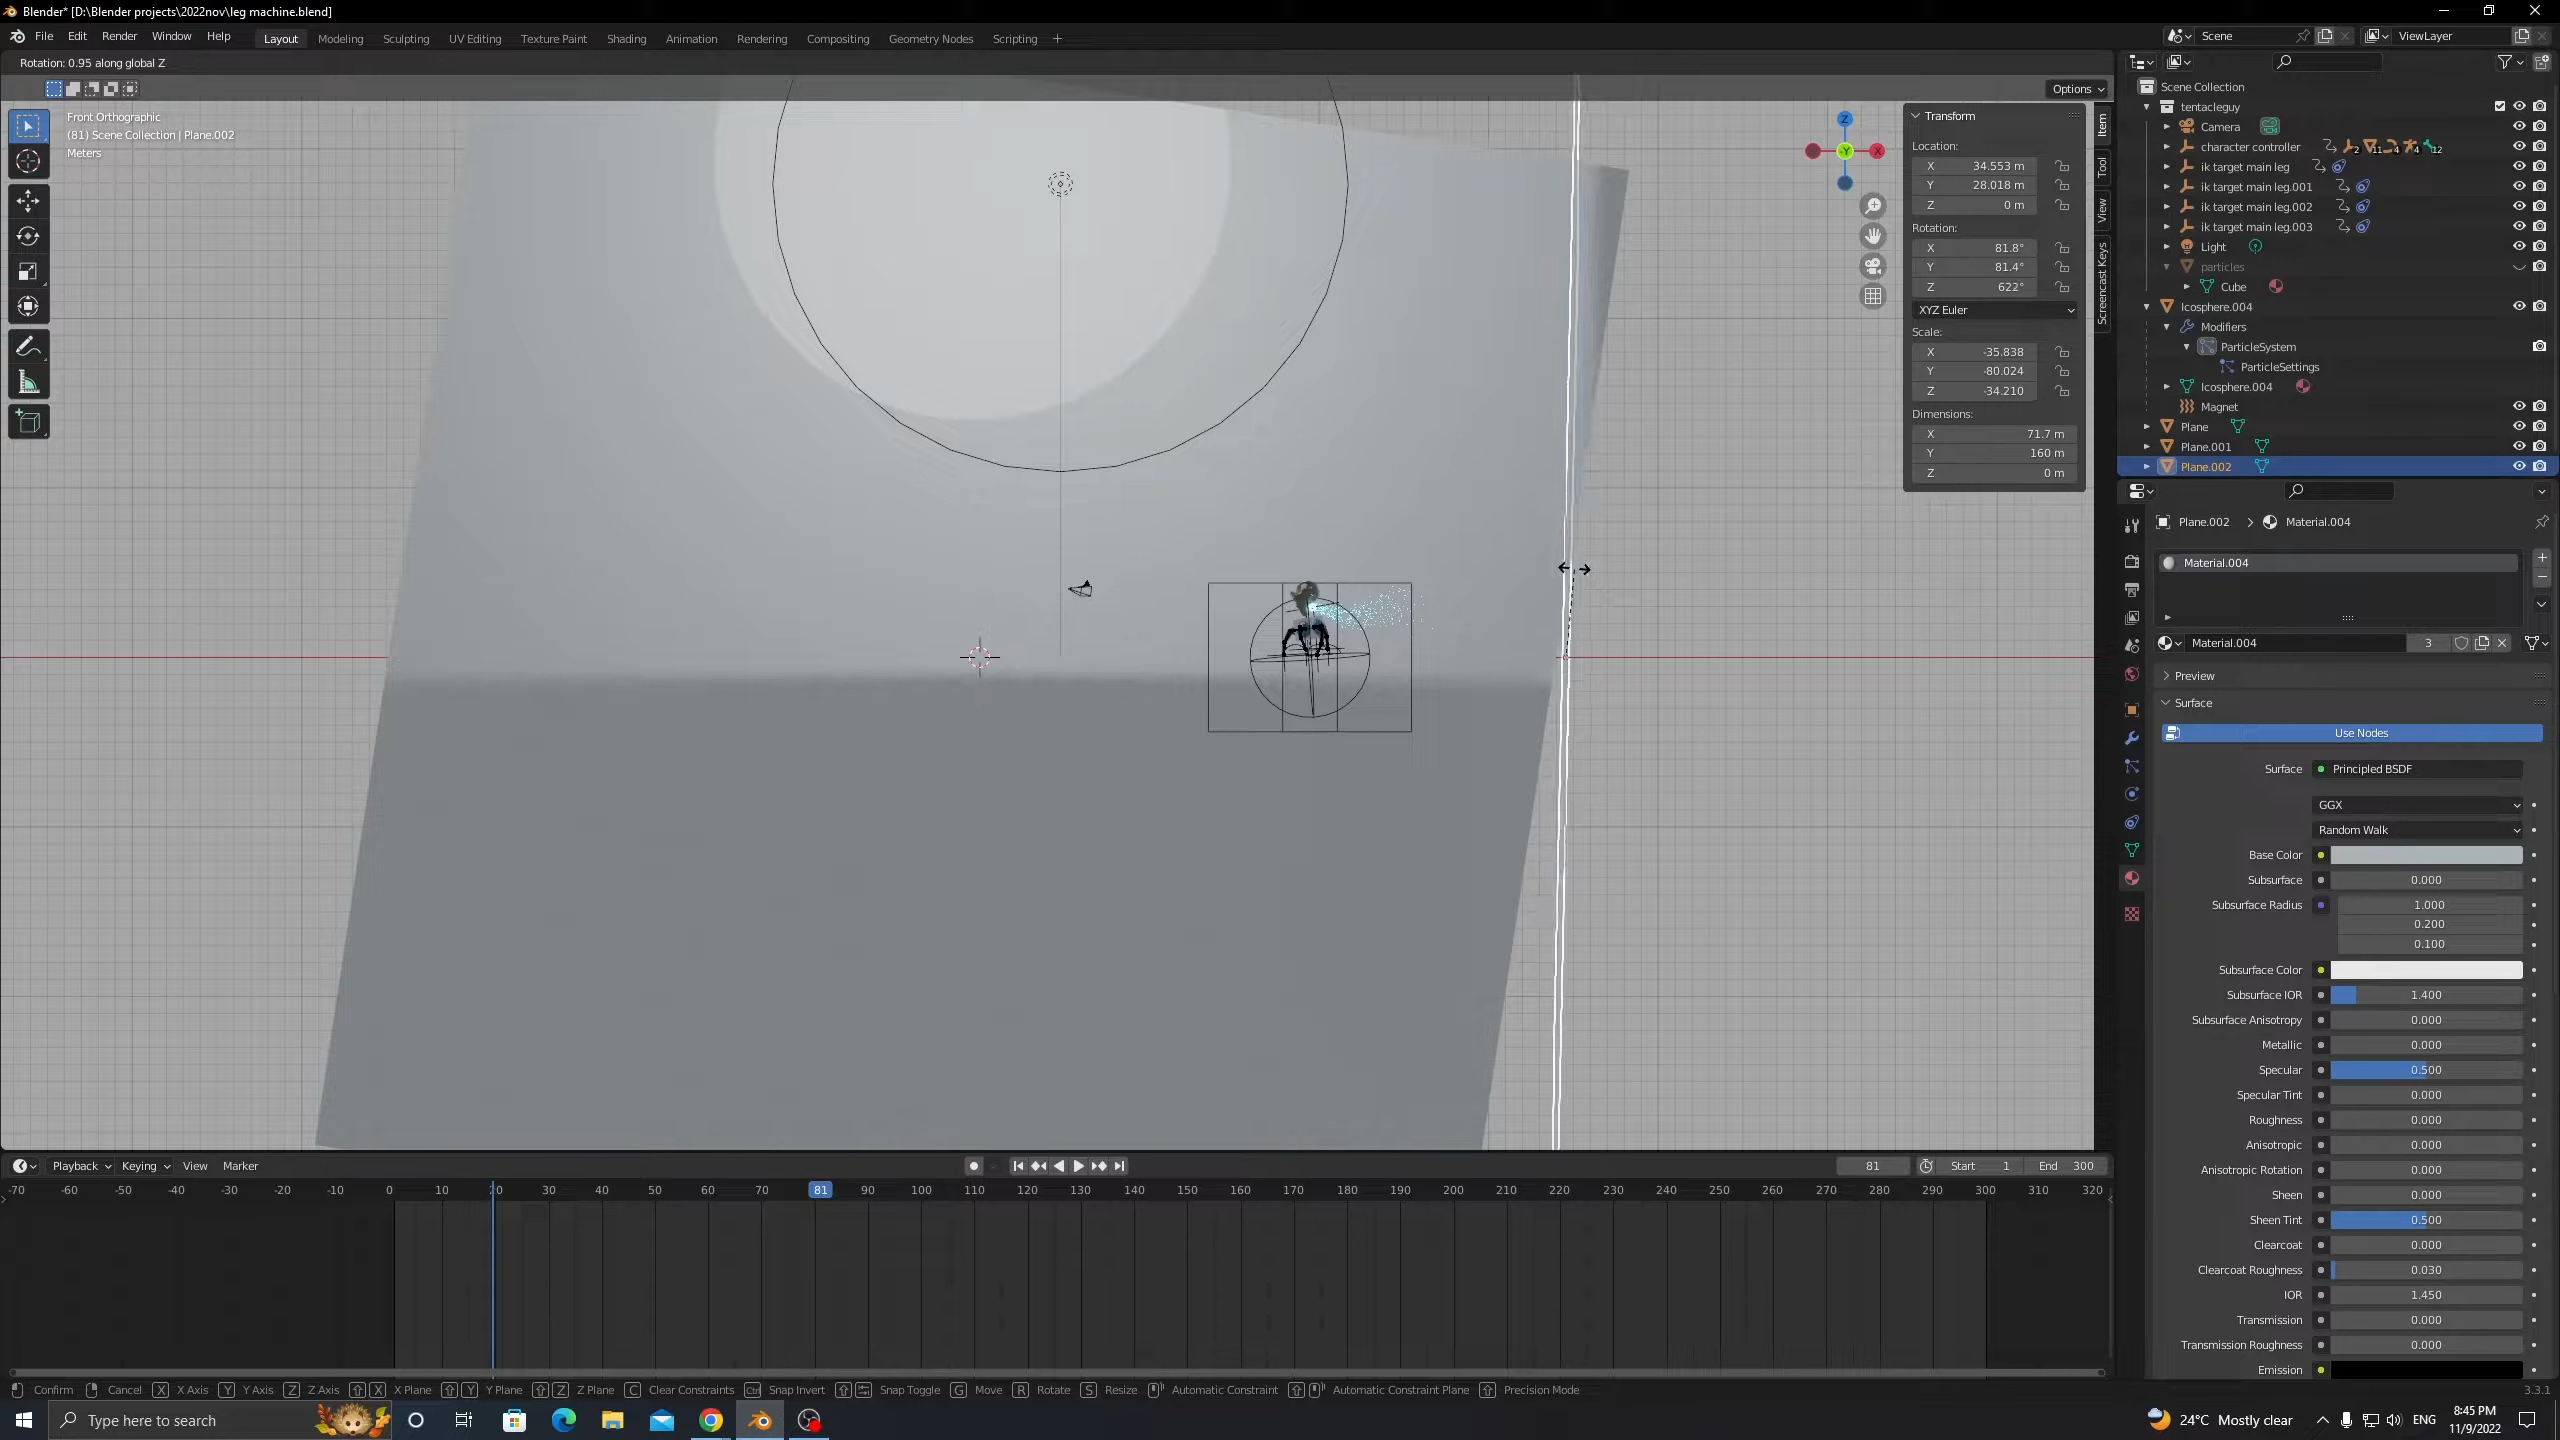 Blender* [D:\Blender projects\2022nov\leg machine.blend]
File Edit Render Window Help Layout Modeling Sculpting UV Editing Texture Paint Shading Animation Rendering Compositing Geometry Nodes Scripting + Scene ViewLayer
Rotation: 0.95 along global Z
Options
Front Orthographic
(81) Scene Collection | Plane.002
Meters
Z
-Y
X
Transform
Location:
X 34.553 m
Y 28.018 m
Z 0 m
Rotation:
X 81.8°
Y 81.4°
Z 622°
XYZ Euler
Scale:
X -35.838
Y -80.024
Z -34.210
Dimensions:
X 71.7 m
Y 160 m
Z 0 m
Item
Tool
View
Screencast Keys
Scene Collection
tentacleguy
Camera
character controller 2 11 4 4 12
ik target main leg
ik target main leg.001
ik target main leg.002
ik target main leg.003
Light
particles
Cube
Icosphere.004
Modifiers
ParticleSystem
ParticleSettings
Icosphere.004
Magnet
Plane
Plane.001
Plane.002
Plane.002 > Material.004
Material.004
Material.004 3
Preview
Surface
Use Nodes
Surface Principled BSDF
GGX
Random Walk
Base Color
Subsurface 0.000
Subsurface Radius 1.000
0.200
0.100
Subsurface Color
Subsurface IOR 1.400
Subsurface Anisotropy 0.000
Metallic 0.000
Specular 0.500
Specular Tint 0.000
Roughness 0.000
Anisotropic 0.000
Anisotropic Rotation 0.000
Sheen 0.000
Sheen Tint 0.500
Clearcoat 0.000
Clearcoat Roughness 0.030
IOR 1.450
Transmission 0.000
Transmission Roughness 0.000
Emission
Playback Keying View Marker 81 Start 1 End 300
-70 -60 -50 -40 -30 -20 -10 0 10 20 30 40 50 60 70 81 90 100 110 120 130 140 150 160 170 180 190 200 210 220 230 240 250 260 270 280 290 300 310 320
Confirm Cancel X X Axis Y Y Axis Z Z Axis X X Plane Y Y Plane Z Z Plane C Clear Constraints Ctrl Snap Invert Snap Toggle G Move R Rotate S Resize Automatic Constraint Automatic Constraint Plane Precision Mode 3.3.1
Type here to search 24°C Mostly clear ENG 8:45 PM
11/9/2022